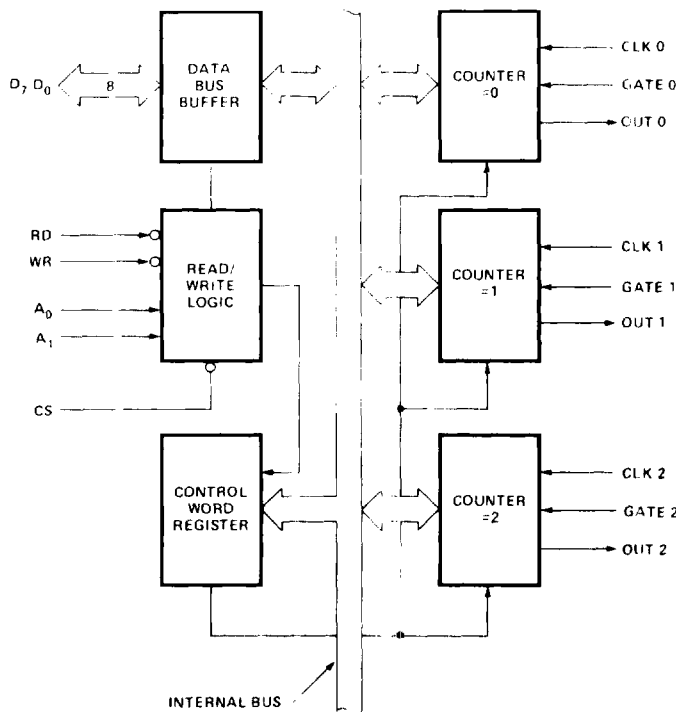 DATA
BUS
BUFFER
D7 D0
8
COUNTER
=0
CLK 0
GATE 0
OUT 0
RD
WR
A0
A1
CS
READ/
WRITE
LOGIC
COUNTER
=1
CLK 1
GATE 1
OUT 1
CONTROL
WORD
REGISTER
COUNTER
=2
CLK 2
GATE 2
OUT 2
INTERNAL BUS